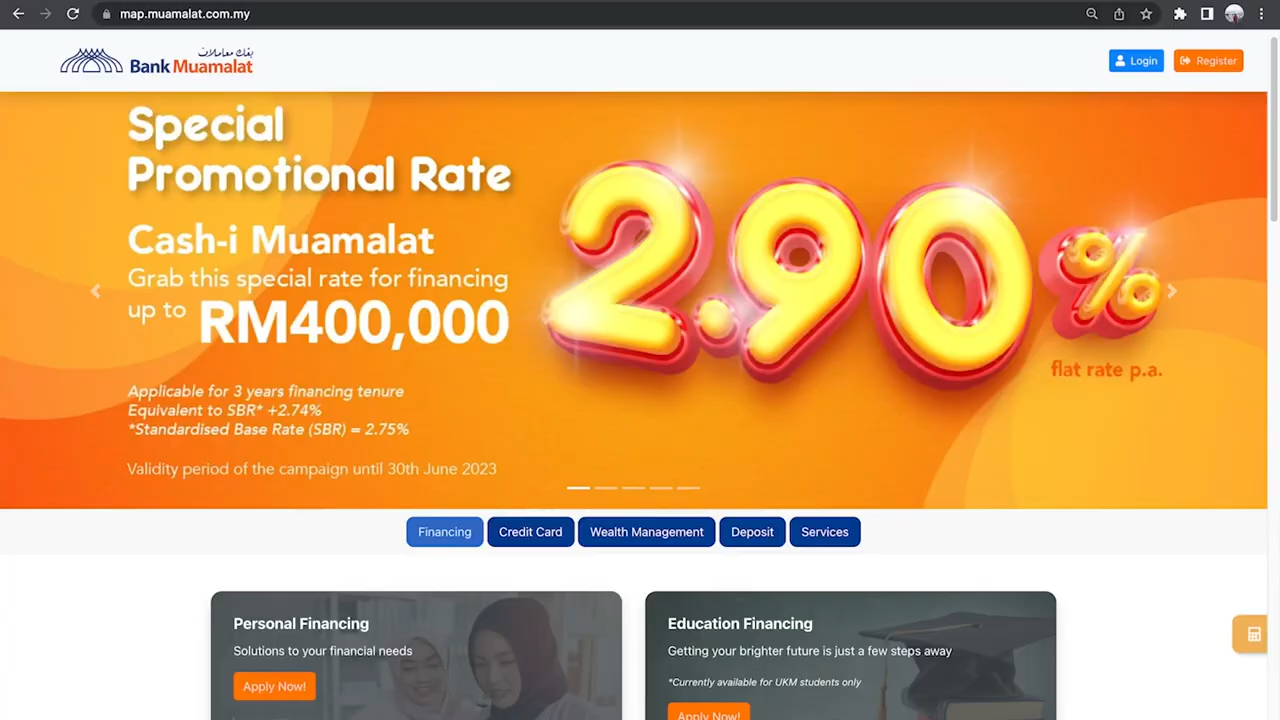 map.muamalat.com.my
بنك معاملات
Bank Muamalat
Login
Register
Special
Promotional Rate
Cash-i Muamalat
Grab this special rate for financing
up to RM400,000
2.90%
flat rate p.a.
Applicable for 3 years financing tenure
Equivalent to SBR* +2.74%
*Standardised Base Rate (SBR) = 2.75%
Validity period of the campaign until 30th June 2023
Financing
Credit Card
Wealth Management
Deposit
Services
Personal Financing
Solutions to your financial needs
Apply Now!
Education Financing
Getting your brighter future is just a few steps away
*Currently available for UKM students only
Apply Now!